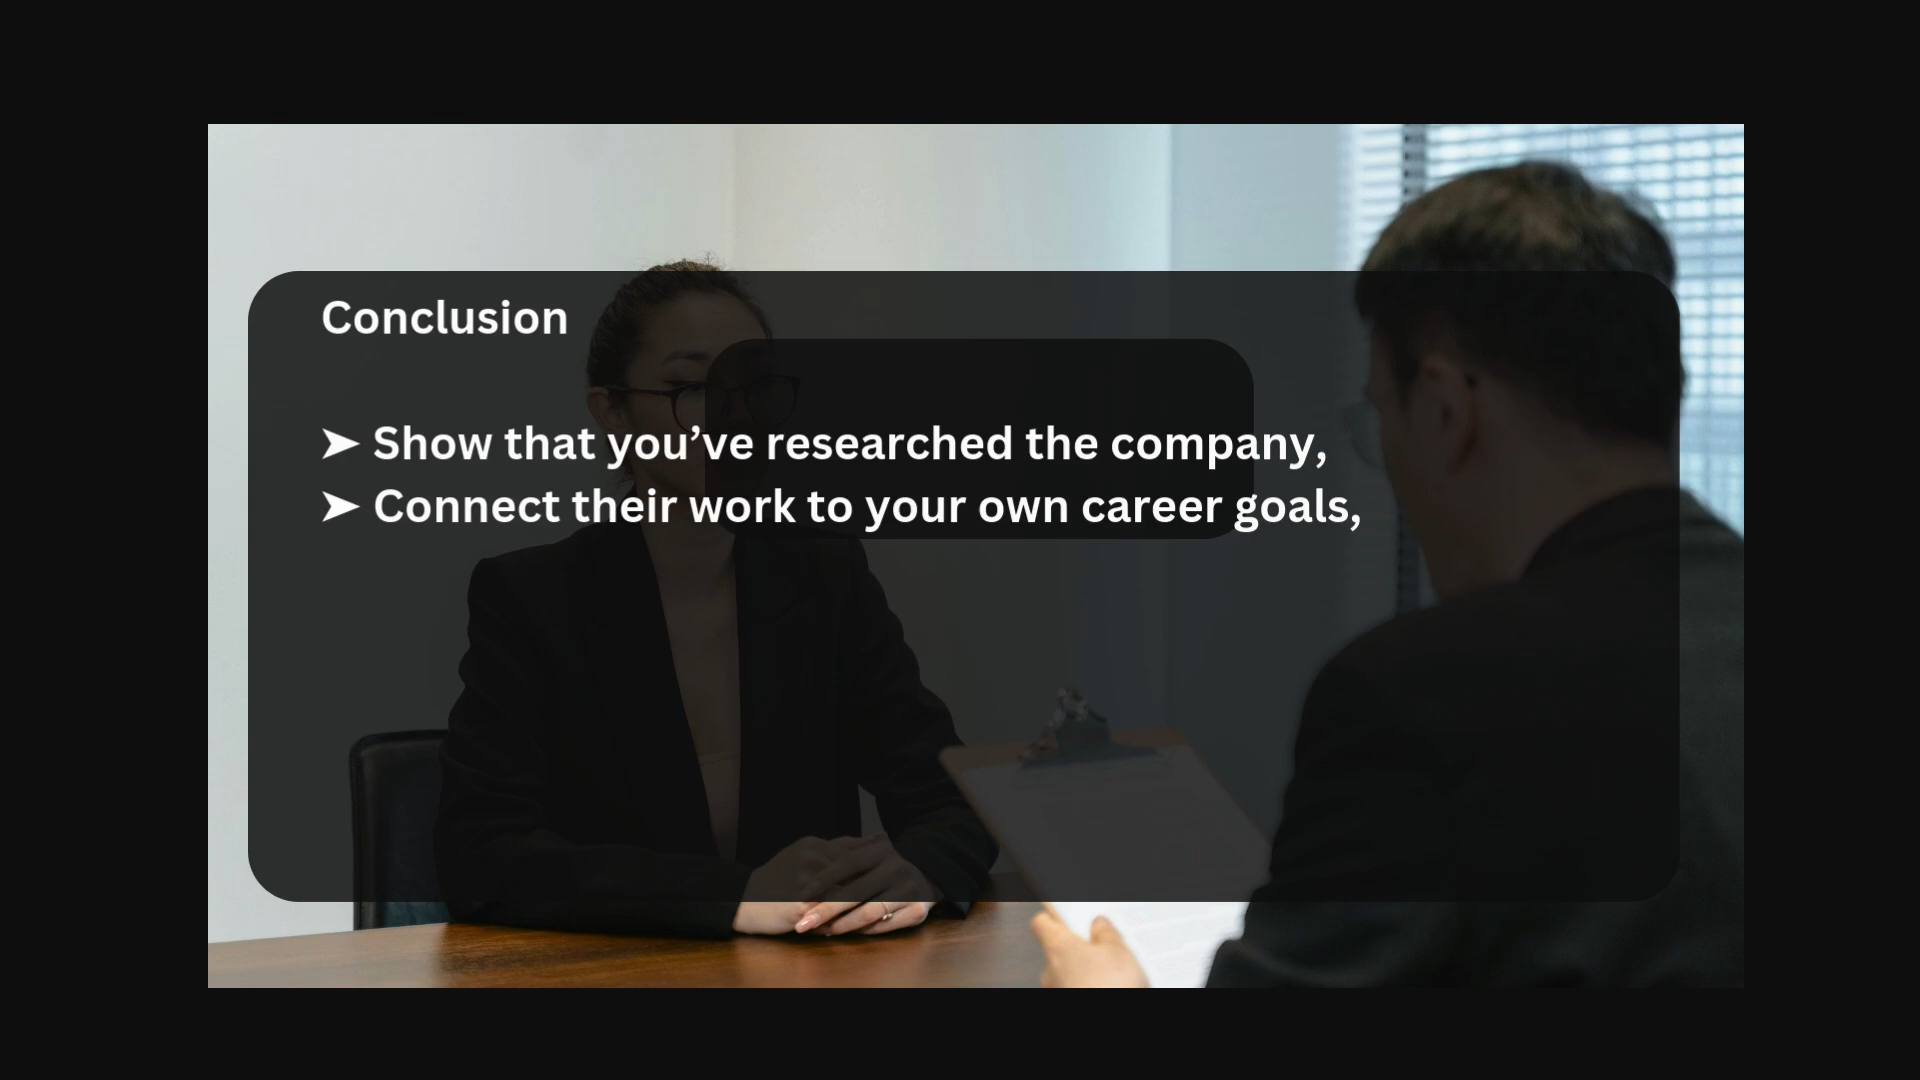 Conclusion
➤ Show that you’ve researched the company,
➤ Connect their work to your own career goals,